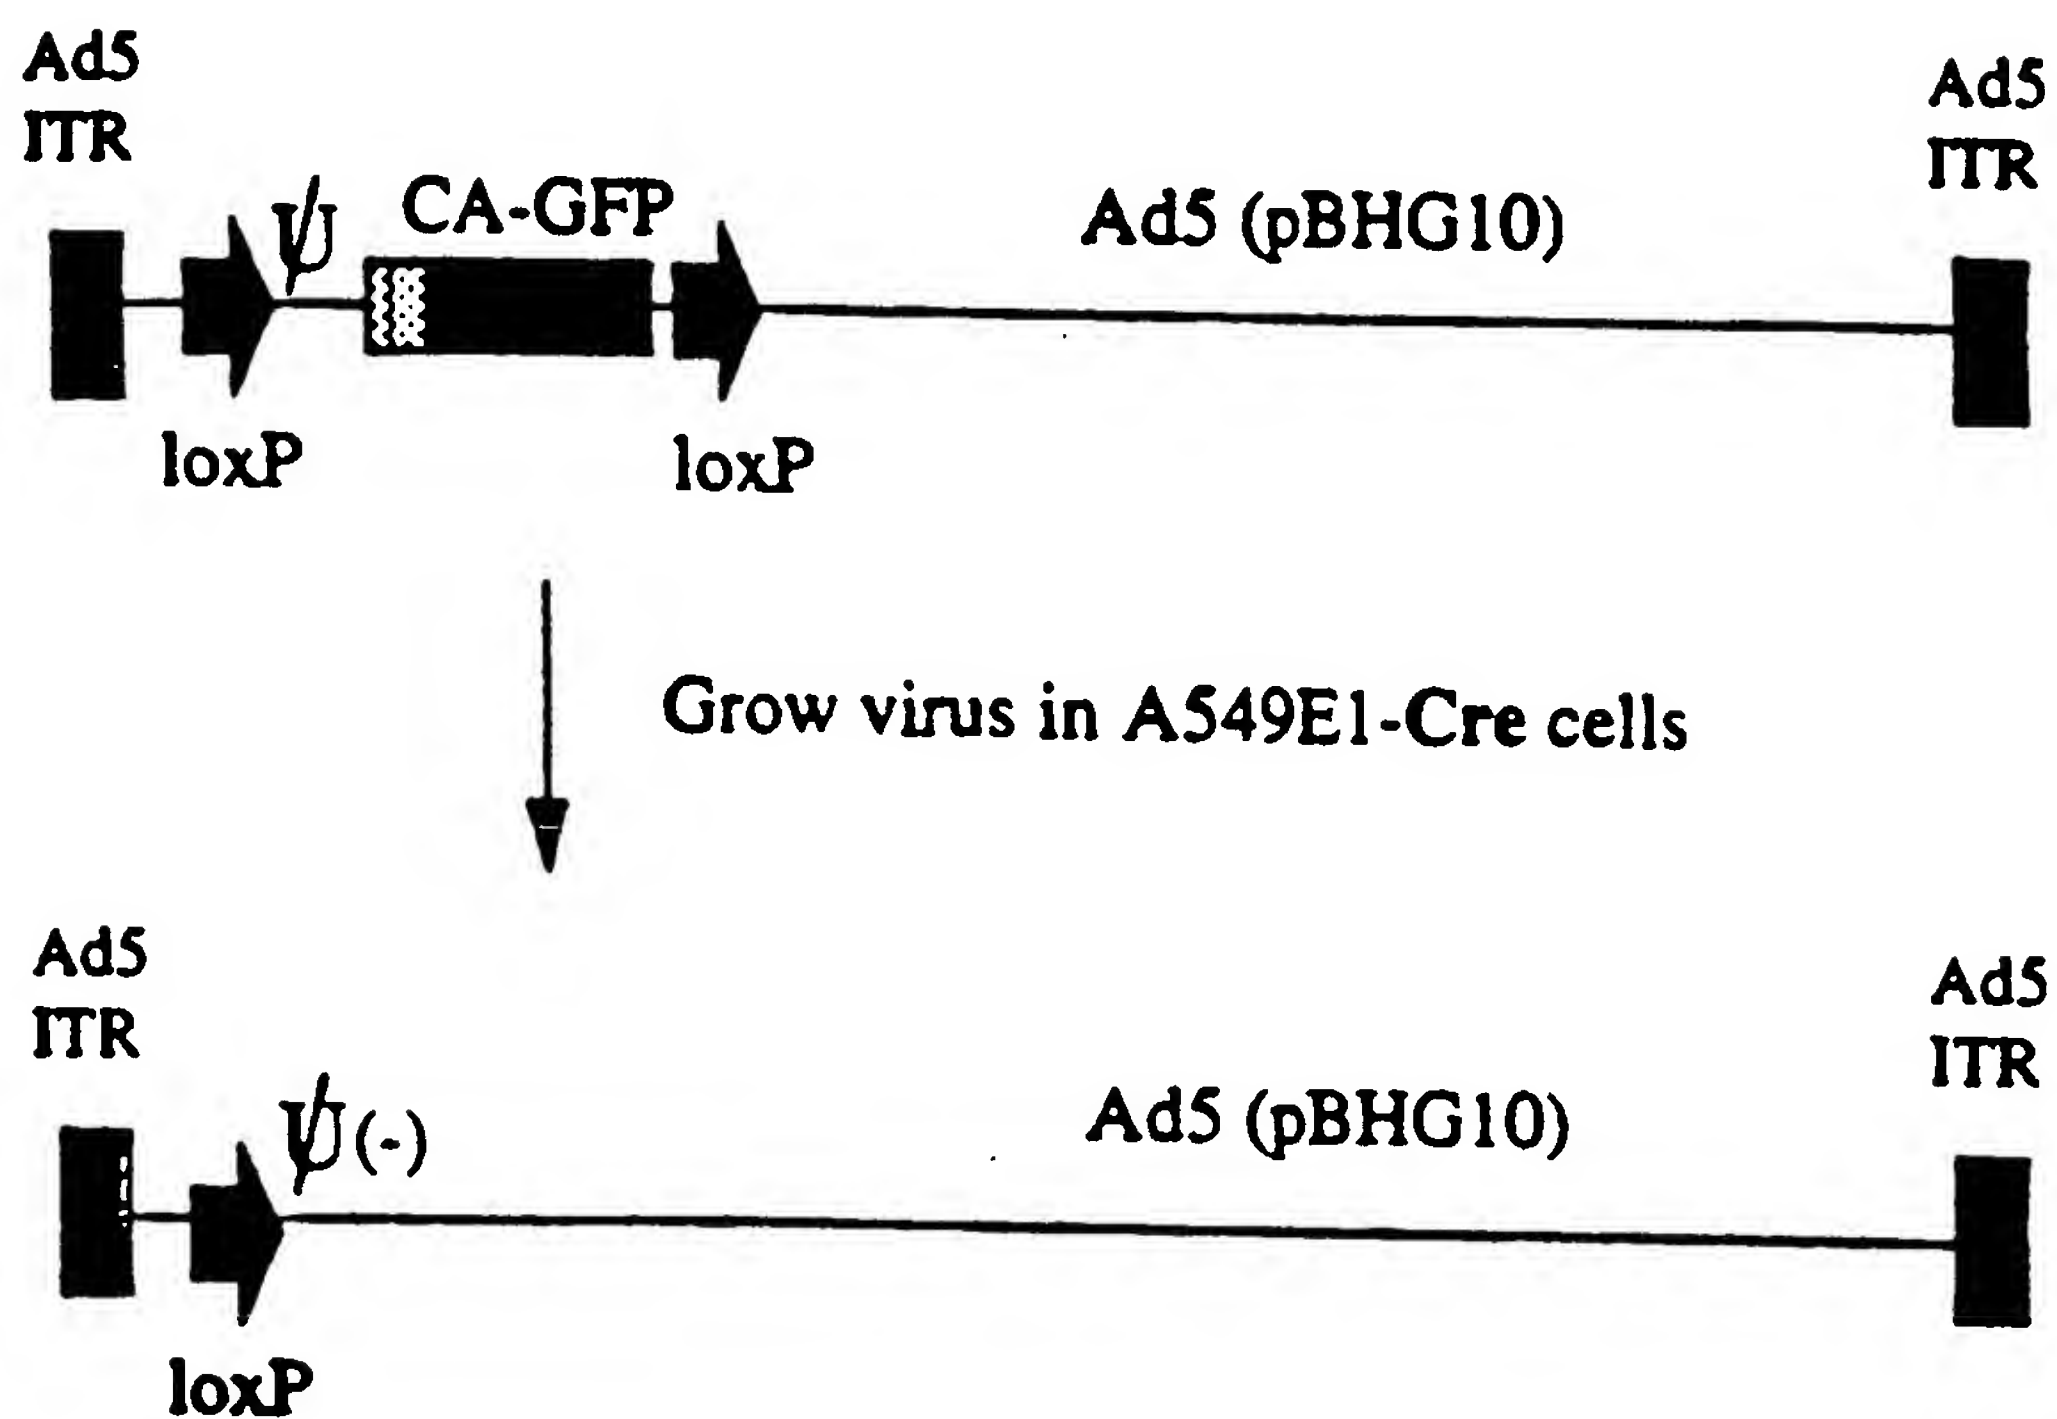 Ad5
ITR
Ad5
ITR
ψ
CA-GFP
Ad5 (pBHG10)
loxP
loxP
Grow virus in A549E1-Cre cells
Ad5
ITR
Ad5
ITR
ψ(-)
Ad5 (pBHG10)
loxP